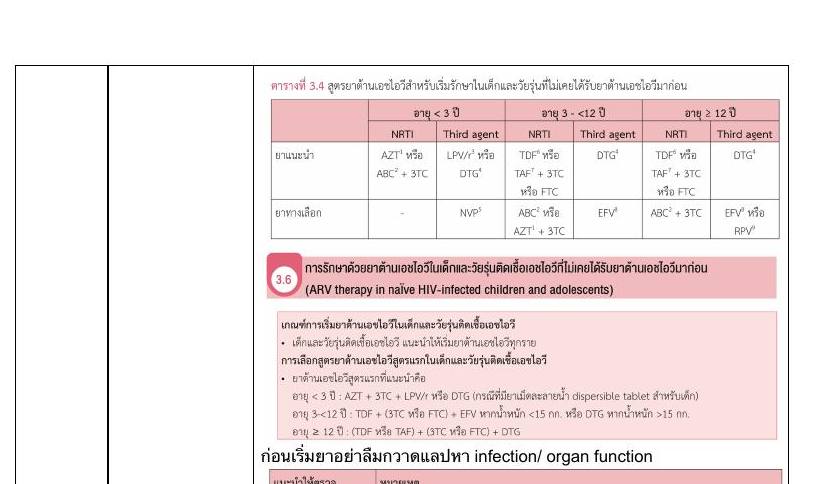 ตารางที่ 3.4 สูตรยาต้านเอชไอวีสำหรับเริ่มรักษาในเด็กและวัยรุ่นที่ไม่เคยได้รับยาต้านเอชไอวีมาก่อน
อายุ < 3 ปี อายุ 3 - <12 ปี อายุ ≥ 12 ปี
NRTI Third agent NRTI Third agent NRTI Third agent
ยาแนะนำ AZT¹ หรือ LPV/r³ หรือ TDF⁶ หรือ DTG⁴ TDF⁶ หรือ DTG⁴
ABC² + 3TC DTG⁴ TAF⁷ + 3TC TAF⁷ + 3TC
หรือ FTC หรือ FTC
ยาทางเลือก - NVP⁵ ABC² หรือ EFV⁸ ABC² + 3TC EFV⁸ หรือ
AZT¹ + 3TC RPV⁹
3.6 การรักษาด้วยยาต้านเอชไอวีในเด็กและวัยรุ่นติดเชื้อเอชไอวีที่ไม่เคยได้รับยาต้านเอชไอวีมาก่อน
(ARV therapy in naïve HIV-infected children and adolescents)
เกณฑ์การเริ่มยาต้านเอชไอวีในเด็กและวัยรุ่นติดเชื้อเอชไอวี
• เด็กและวัยรุ่นติดเชื้อเอชไอวี แนะนำให้เริ่มยาต้านเอชไอวีทุกราย
การเลือกสูตรยาต้านเอชไอวีสูตรแรกในเด็กและวัยรุ่นติดเชื้อเอชไอวี
• ยาต้านเอชไอวีสูตรแรกที่แนะนำคือ
อายุ < 3 ปี : AZT + 3TC + LPV/r หรือ DTG (กรณีที่มียาเม็ดละลายน้ำ dispersible tablet สำหรับเด็ก)
อายุ 3-<12 ปี : TDF + (3TC หรือ FTC) + EFV หากน้ำหนัก <15 กก. หรือ DTG หากน้ำหนัก >15 กก.
อายุ ≥ 12 ปี : (TDF หรือ TAF) + (3TC หรือ FTC) + DTG
ก่อนเริ่มยาอย่าลืมกวาดแลปหา infection/ organ function
แนะนำให้ตรวจ หมายเหตุ